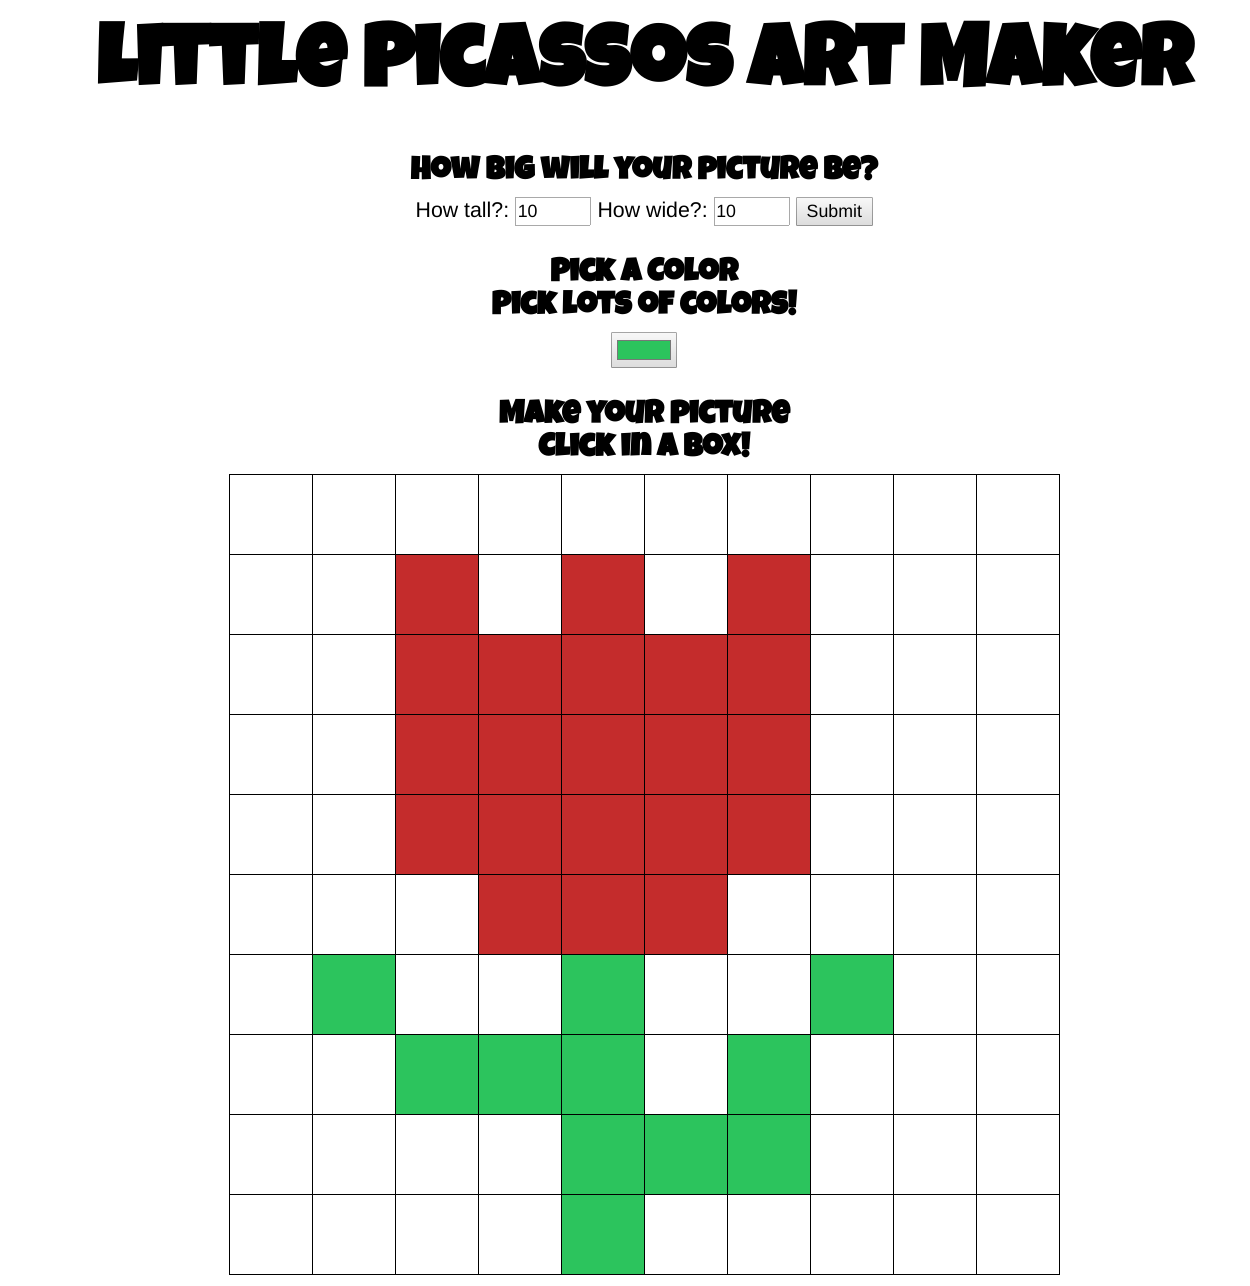 Little Picassos Art Maker
How Big Will Your Picture Be?
How tall?: 10 How wide?: 10 Submit
Pick A Color
Pick Lots of Colors!
Make Your Picture
Click in a Box!